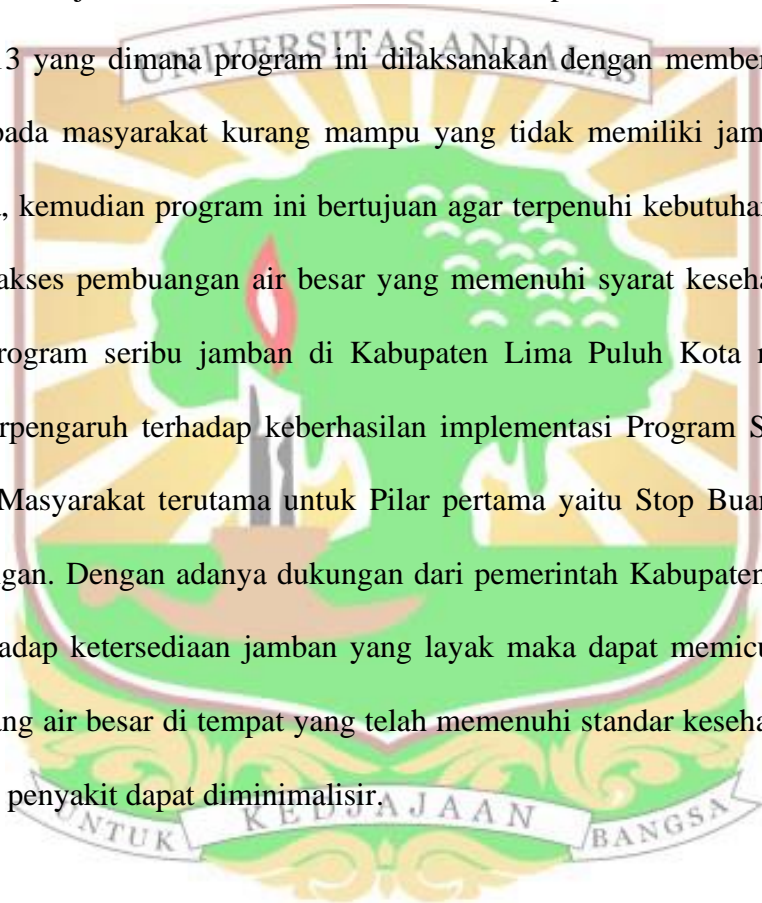 UNIVERSITAS ANDALAS
13 yang dimana program ini dilaksanakan dengan member
pada masyarakat kurang mampu yang tidak memiliki jam
, kemudian program ini bertujuan agar terpenuhi kebutuhan
akses pembuangan air besar yang memenuhi syarat keseha
rogram seribu jamban di Kabupaten Lima Puluh Kota
rpengaruh terhadap keberhasilan implementasi Program S
Masyarakat terutama untuk Pilar pertama yaitu Stop Buan
ngan. Dengan adanya dukungan dari pemerintah Kabupaten
adap ketersediaan jamban yang layak maka dapat memicu
ang air besar di tempat yang telah memenuhi standar keseha
penyakit dapat diminimalisir.
UNTUK KEDJAJAAN BANGSA